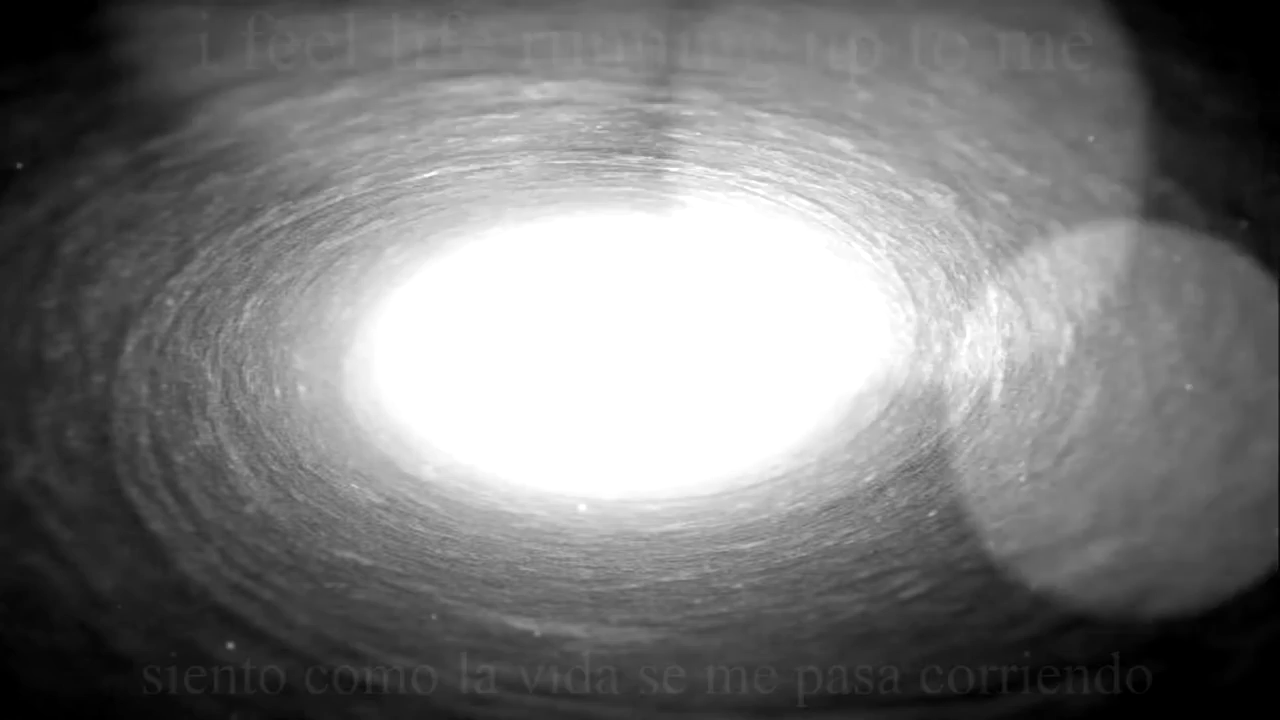 i feel life running up to me
siento como la vida se me pasa corriendo